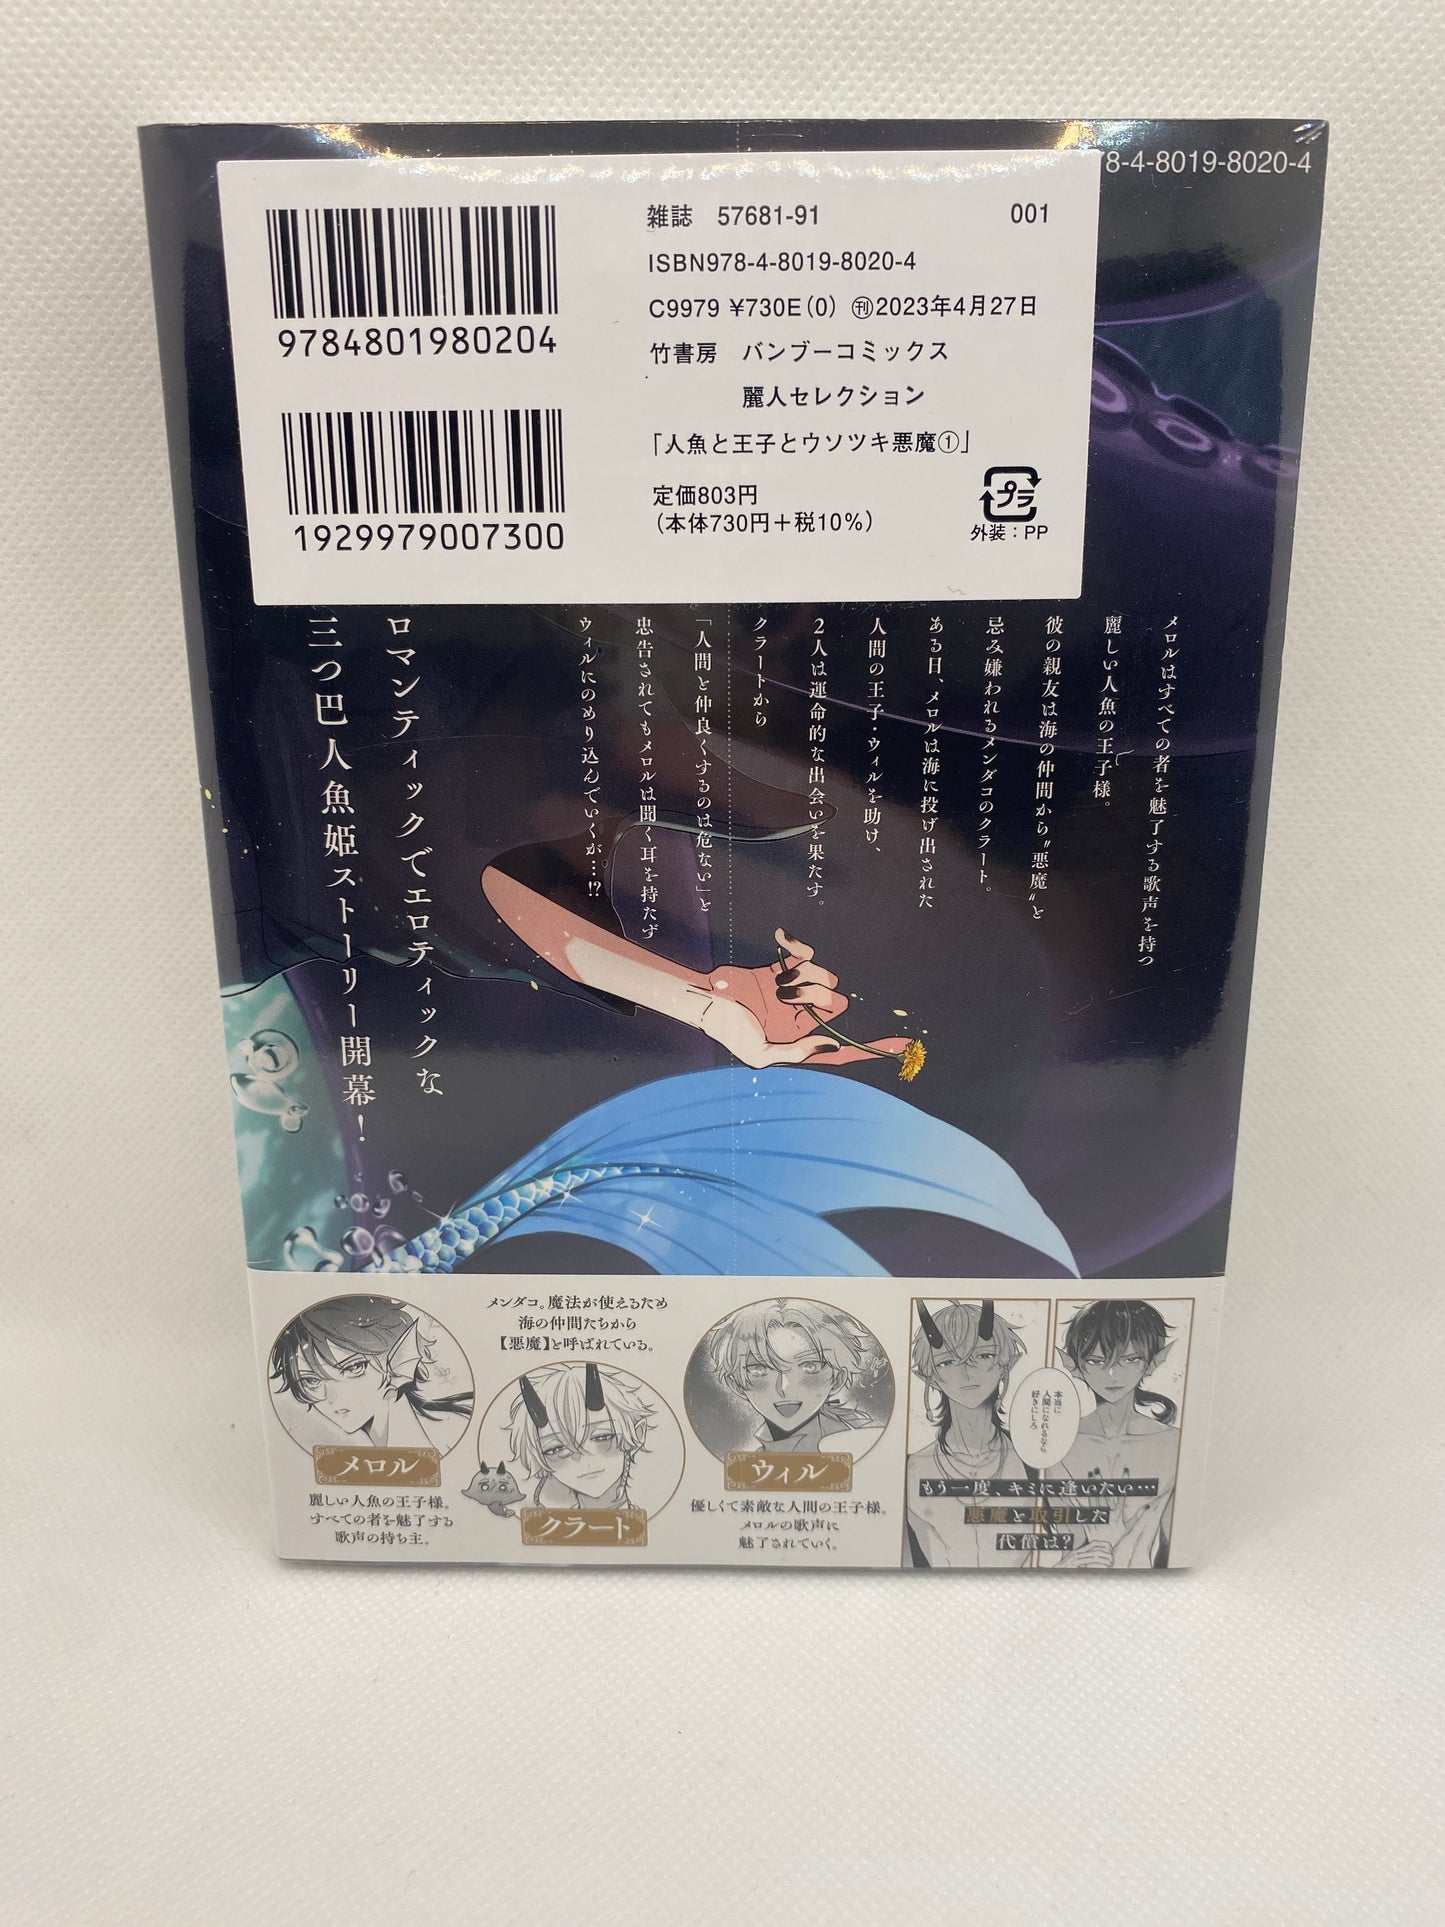 78-4-8019-8020-4
雑誌 57681-91 001
ISBN978-4-8019-8020-4
C9979 ¥730E(0) ㊞2023年4月27日
竹書房 バンブーコミックス
麗人セレクション
「人魚と王子とウソツキ悪魔①」
定価803円
(本体730円+税10%)
プラ
外装:PP
9784801980204
1929979007300
メロルはすべての者を魅了する歌声を持つ
麗しい人魚の王子様。
彼の親友は海の仲間から〝悪魔〟と
忌み嫌われるメンダコのクラート。
ある日、メロルは海に投げ出された
人間の王子・ウィルを助け、
2人は運命的な出会いを果たす。
クラートから
「人間と仲良くするのは危ない」と
忠告されてもメロルは聞く耳を持たず
ウィルにのめり込んでいくが…!?
ロマンティックでエロティックな
三つ巴人魚姫ストーリー開幕!
メロル
麗しい人魚の王子様。
すべての者を魅了する
歌声の持ち主。
メンダコ。魔法が使えるため
海の仲間たちから
【悪魔】と呼ばれている。
クラート
ウィル
優しくて素敵な人間の王子様。
メロルの歌声に
魅了されていく。
本当に
人間になれるなら
好きにしろ
もう一度、キミに逢いたい…
悪魔と取引した
代償は?